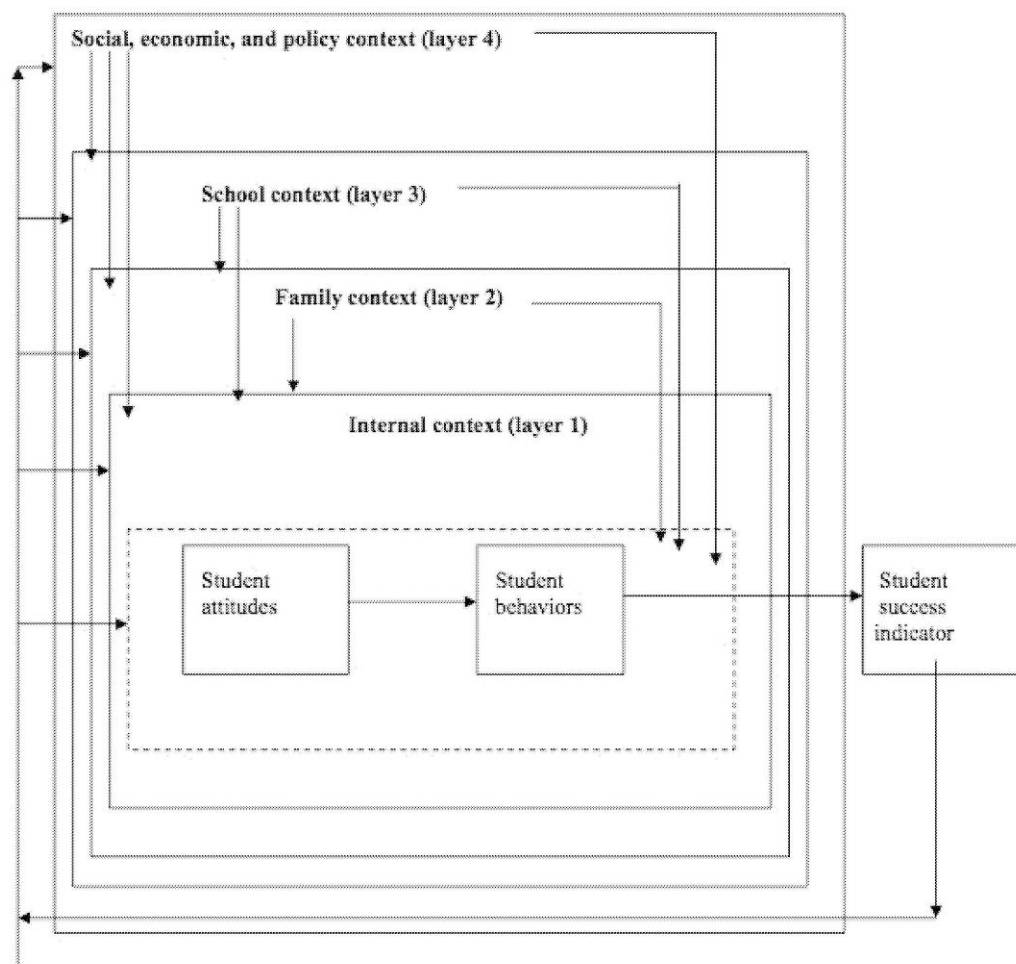 Social, economic, and policy context (layer 4)
School context (layer 3)
Family context (layer 2)
Internal context (layer 1)
Student
attitudes
Student
behaviors
Student
success
indicator